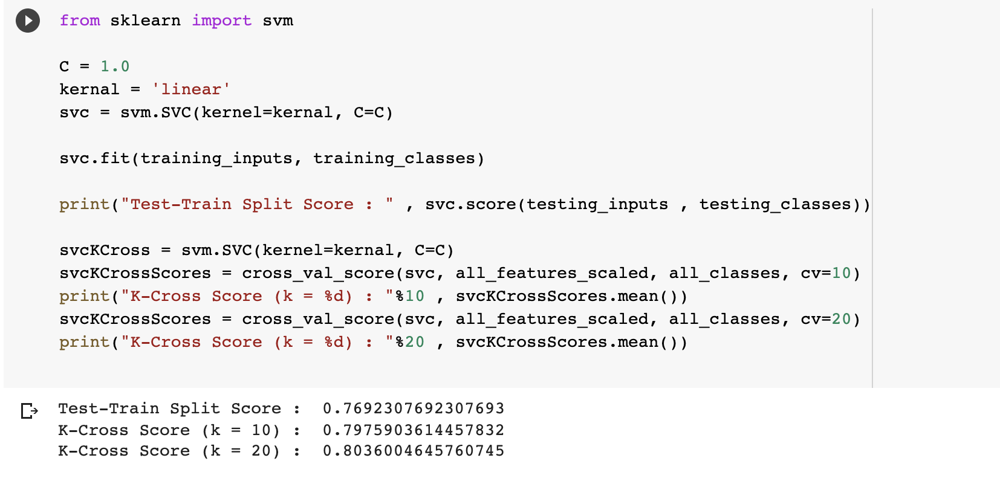 from sklearn import svm
C = 1.0
kernal = 'linear'
svc = svm.SVC(kernel=kernal, C=C)
svc.fit(training_inputs, training_classes)
print("Test-Train Split Score : " , svc.score(testing_inputs , testing_classes))
svcKCross = svm.SVC(kernel=kernal, C=C)
svcKCrossScores = cross_val_score(svc, all_features_scaled, all_classes, cv=10)
print("K-Cross Score (k = %d) : "%10 , svcKCrossScores.mean())
svcKCrossScores = cross_val_score(svc, all_features_scaled, all_classes, cv=20)
print("K-Cross Score (k = %d) : "%20 , svcKCrossScores.mean())
Test-Train Split Score :  0.7692307692307693
K-Cross Score (k = 10) :  0.7975903614457832
K-Cross Score (k = 20) :  0.8036004645760745